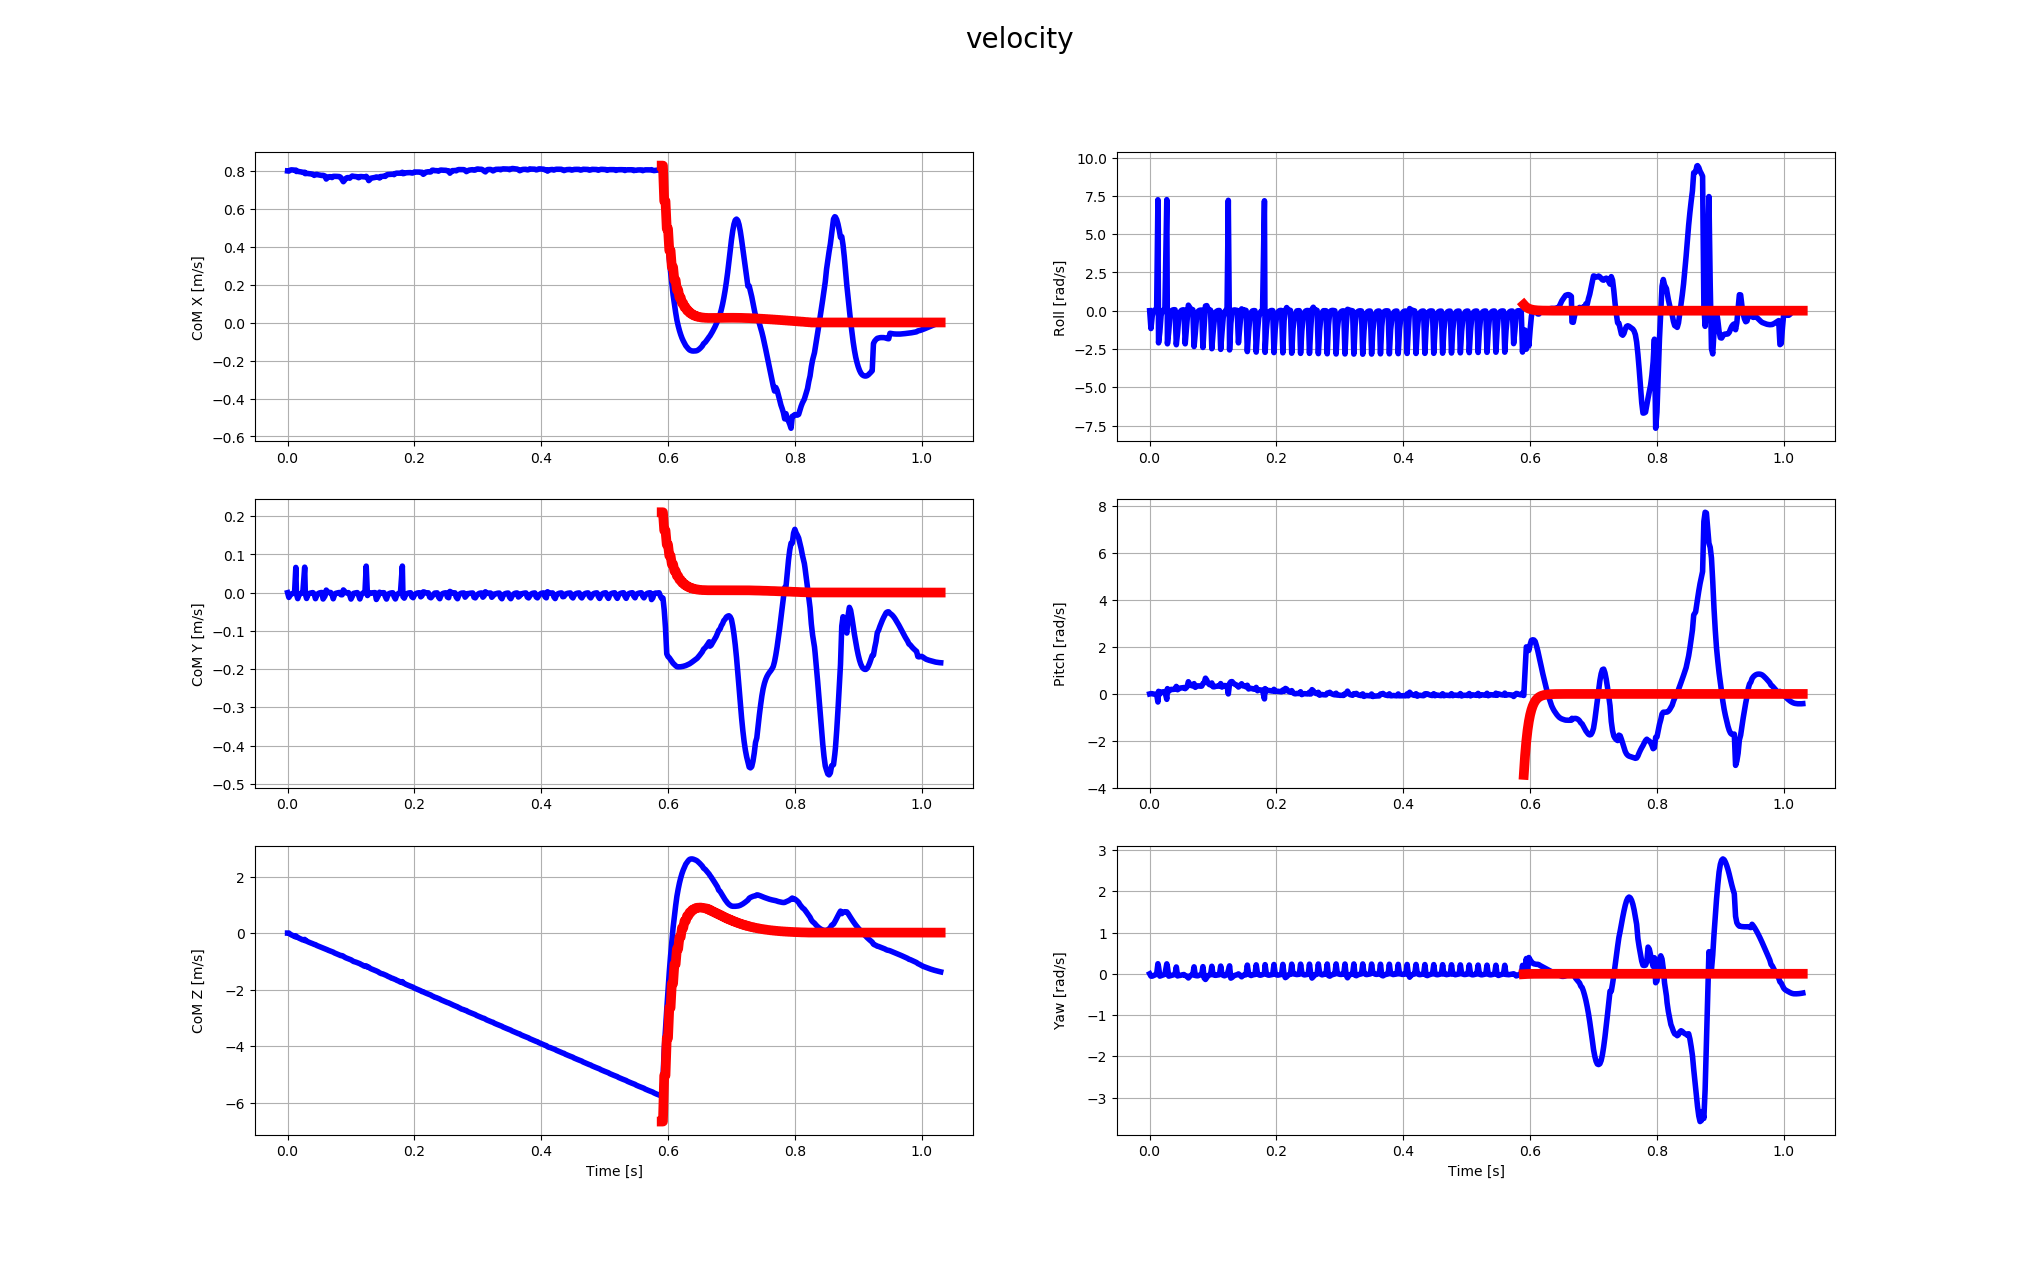 velocity
CoM X [m/s]
0.8
0.6
0.4
0.2
0.0
−0.2
−0.4
−0.6
0.0 0.2 0.4 0.6 0.8 1.0
Roll [rad/s]
10.0
7.5
5.0
2.5
0.0
−2.5
−5.0
−7.5
0.0 0.2 0.4 0.6 0.8 1.0
CoM Y [m/s]
0.2
0.1
0.0
−0.1
−0.2
−0.3
−0.4
−0.5
0.0 0.2 0.4 0.6 0.8 1.0
Pitch [rad/s]
8
6
4
2
0
−2
−4
0.0 0.2 0.4 0.6 0.8 1.0
CoM Z [m/s]
2
0
−2
−4
−6
0.0 0.2 0.4 0.6 0.8 1.0
Time [s]
Yaw [rad/s]
3
2
1
0
−1
−2
−3
0.0 0.2 0.4 0.6 0.8 1.0
Time [s]